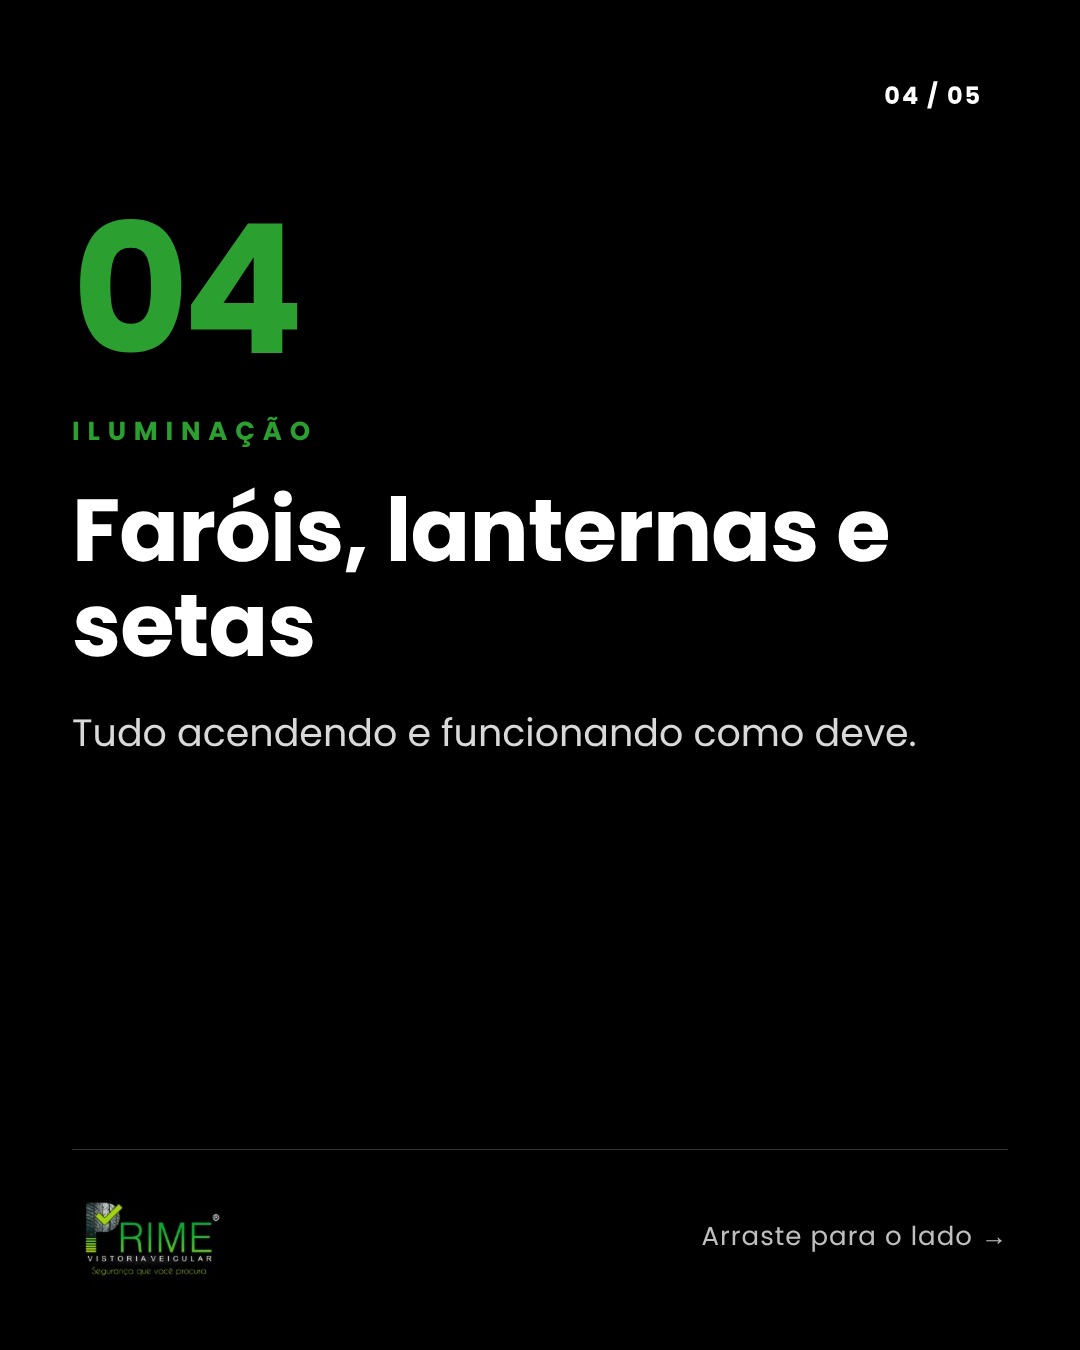 04 / 05
04
ILUMINAÇÃO
Faróis, lanternas e
setas
Tudo acendendo e funcionando como deve.
PRIME®
VISTORIA VEICULAR
Segurança que você procura
Arraste para o lado →